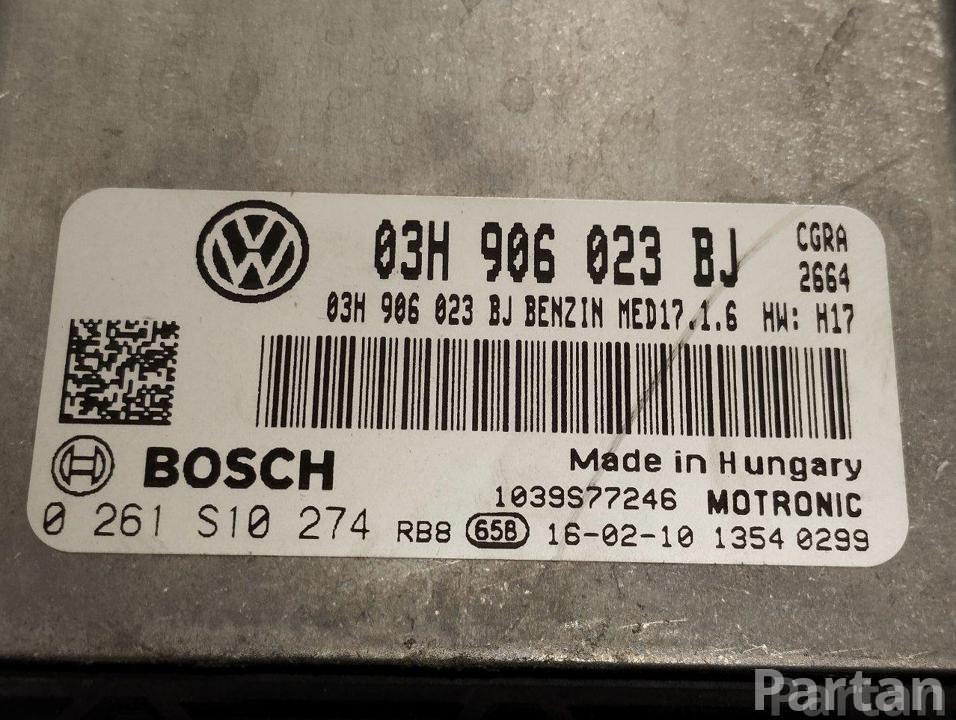 03H 906 023 BJ CGRA
2664
03H 906 023 BJ BENZIN MED17.1.6 HW: H17
BOSCH
Made in Hungary
1039S77246 MOTRONIC
0 261 S10 274 RB8 658 16-02-10 1354 0299
Partan